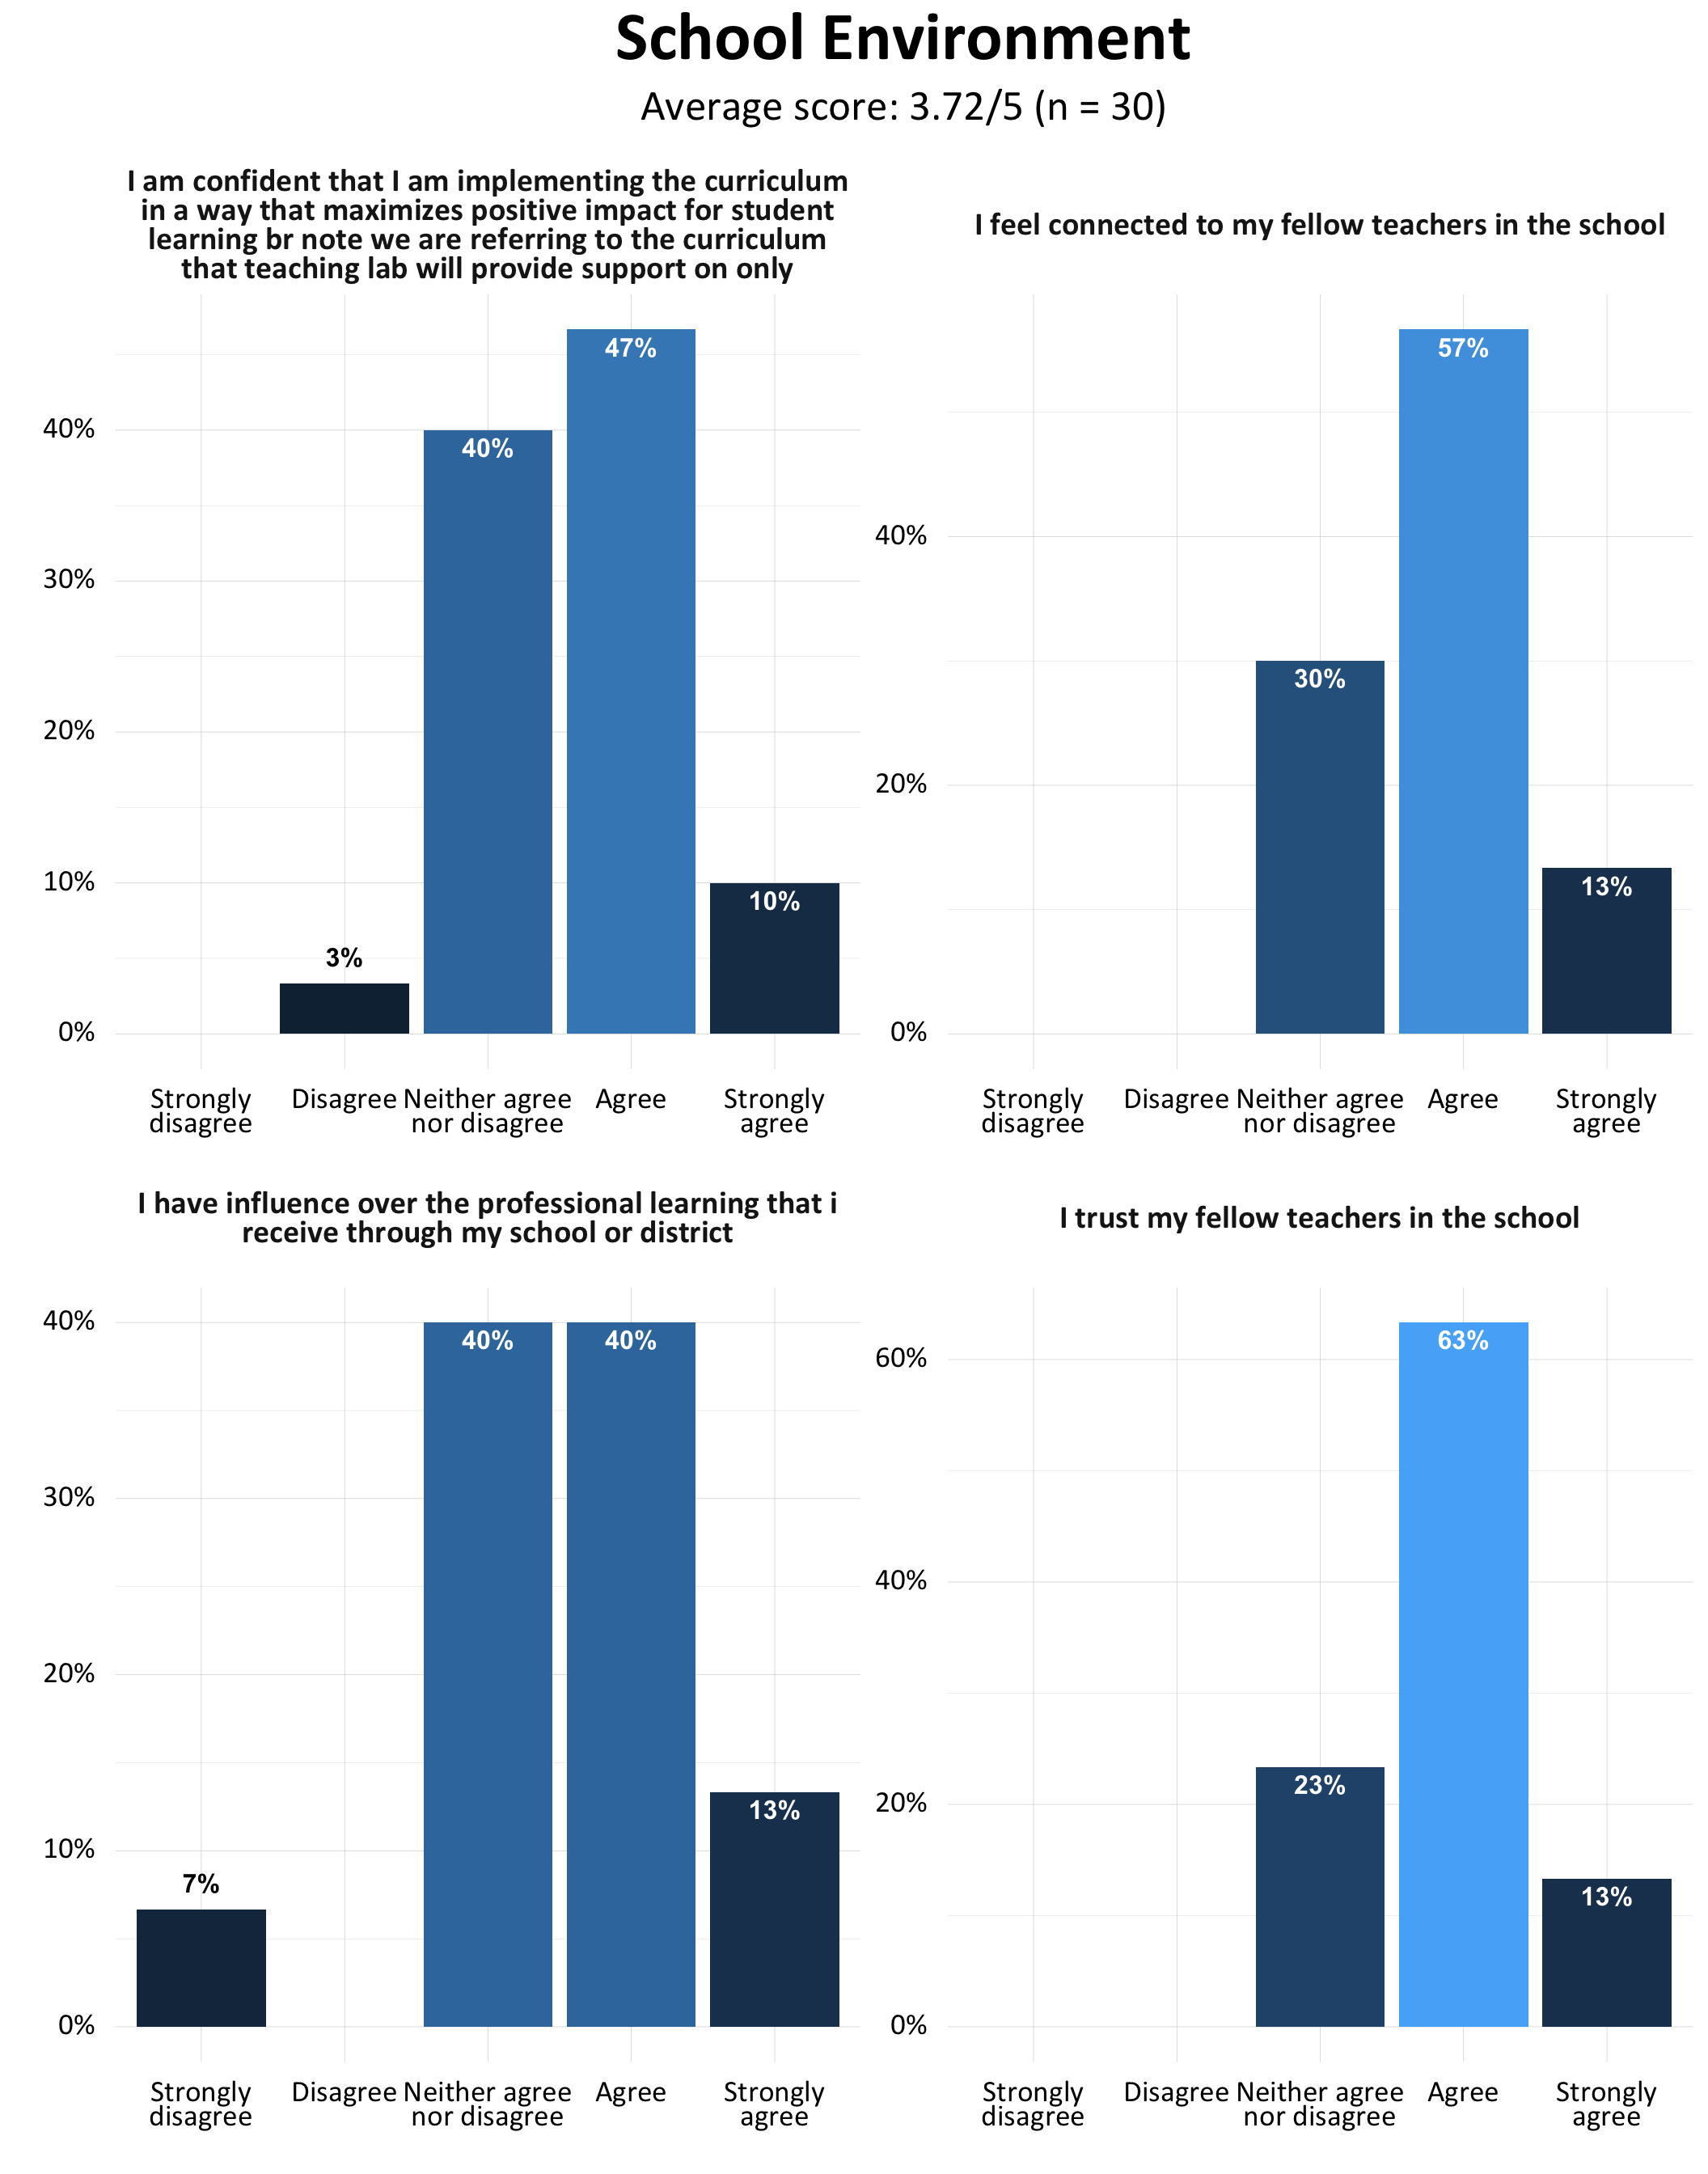 School Environment
Average score: 3.72/5 (n = 30)
I am confident that I am implementing the curriculum
in a way that maximizes positive impact for student
learning br note we are referring to the curriculum
that teaching lab will provide support on only
47%
40%
40%
30%
20%
10%
10%
3%
0%
Strongly
disagree
Disagree
Neither agree
nor disagree
Agree
Strongly
agree
I feel connected to my fellow teachers in the school
57%
40%
30%
20%
13%
0%
Strongly
disagree
Disagree
Neither agree
nor disagree
Agree
Strongly
agree
I have influence over the professional learning that i
receive through my school or district
40%
40%
40%
30%
20%
13%
10%
7%
0%
Strongly
disagree
Disagree
Neither agree
nor disagree
Agree
Strongly
agree
I trust my fellow teachers in the school
63%
60%
40%
23%
20%
13%
0%
Strongly
disagree
Disagree
Neither agree
nor disagree
Agree
Strongly
agree